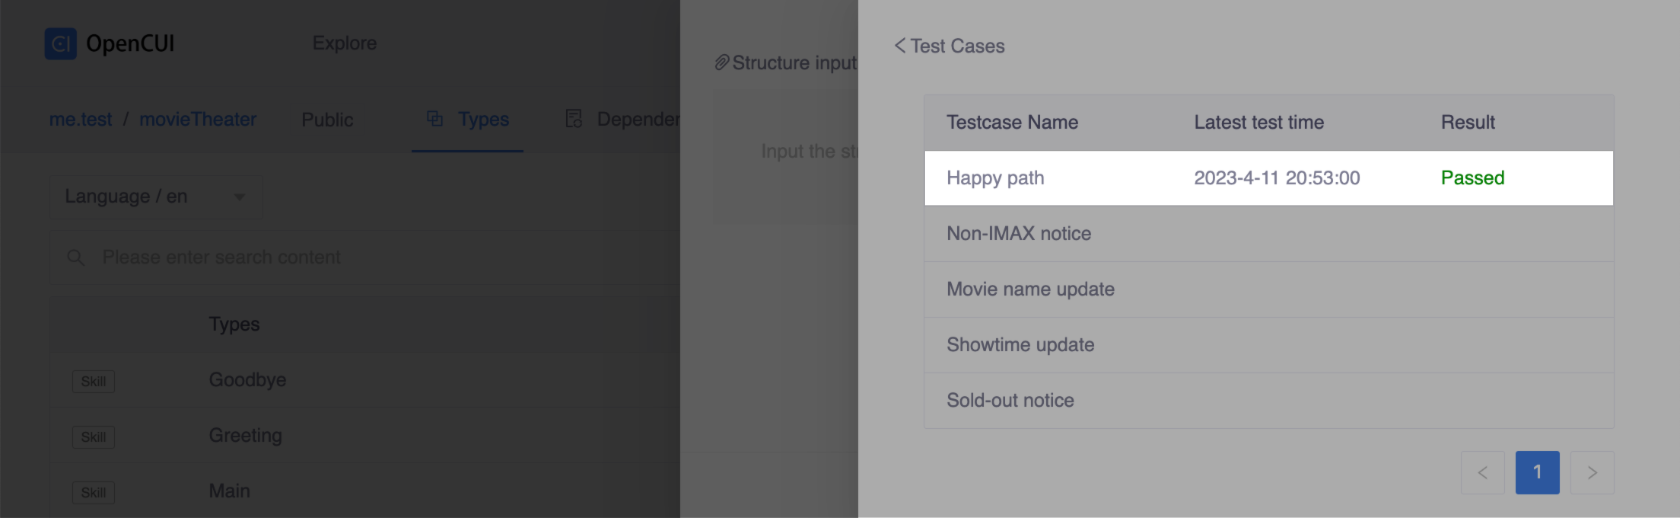 OpenCUI
Explore
me.test / movieTheater
Public
Types
Language / en
Please enter search content
Types
Skill Goodbye
Skill Greeting
Skill Main
Structure input
Input the
< Test Cases
Testcase Name Latest test time Result
Happy path 2023-4-11 20:53:00 Passed
Non-IMAX notice
Movie name update
Showtime update
Sold-out notice
< 1 >